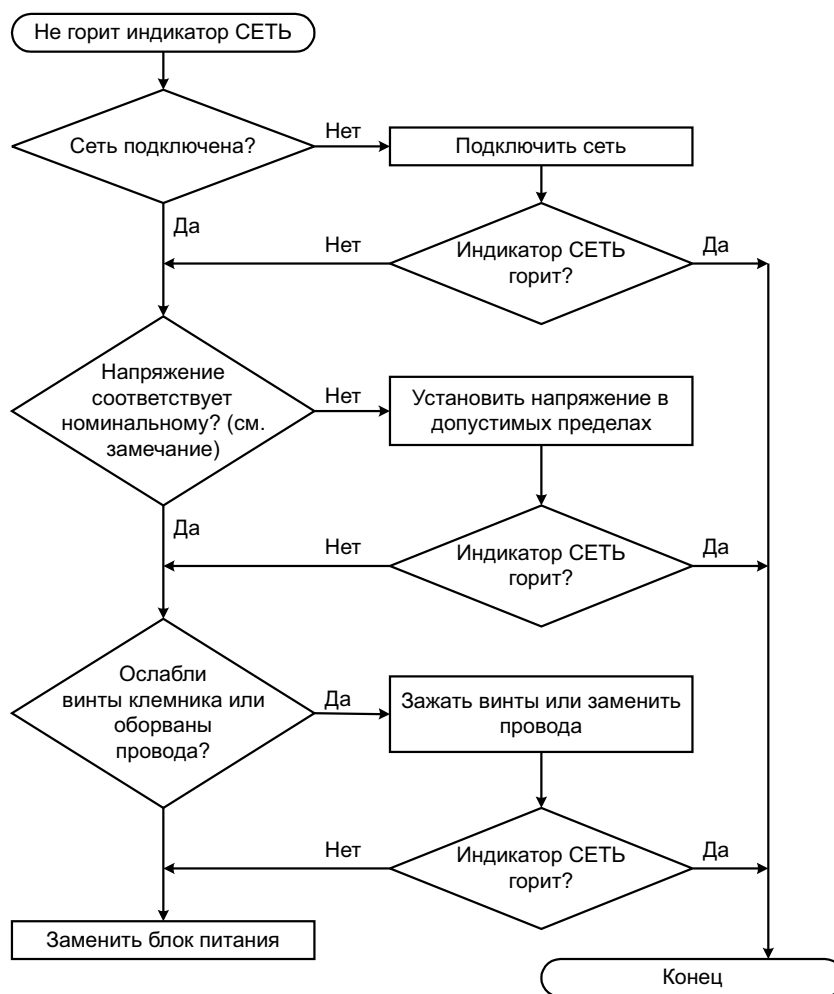 Не горит индикатор СЕТЬ
Сеть подключена?
Нет
Подключить сеть
Да
Нет
Индикатор СЕТЬ
горит?
Да
Напряжение
соответствует
номинальному? (см.
замечание)
Нет
Установить напряжение в
допустимых пределах
Да
Нет
Индикатор СЕТЬ
горит?
Да
Ослабли
винты клемника или
оборваны
провода?
Да
Зажать винты или заменить
провода
Нет
Индикатор СЕТЬ
горит?
Да
Заменить блок питания
Конец